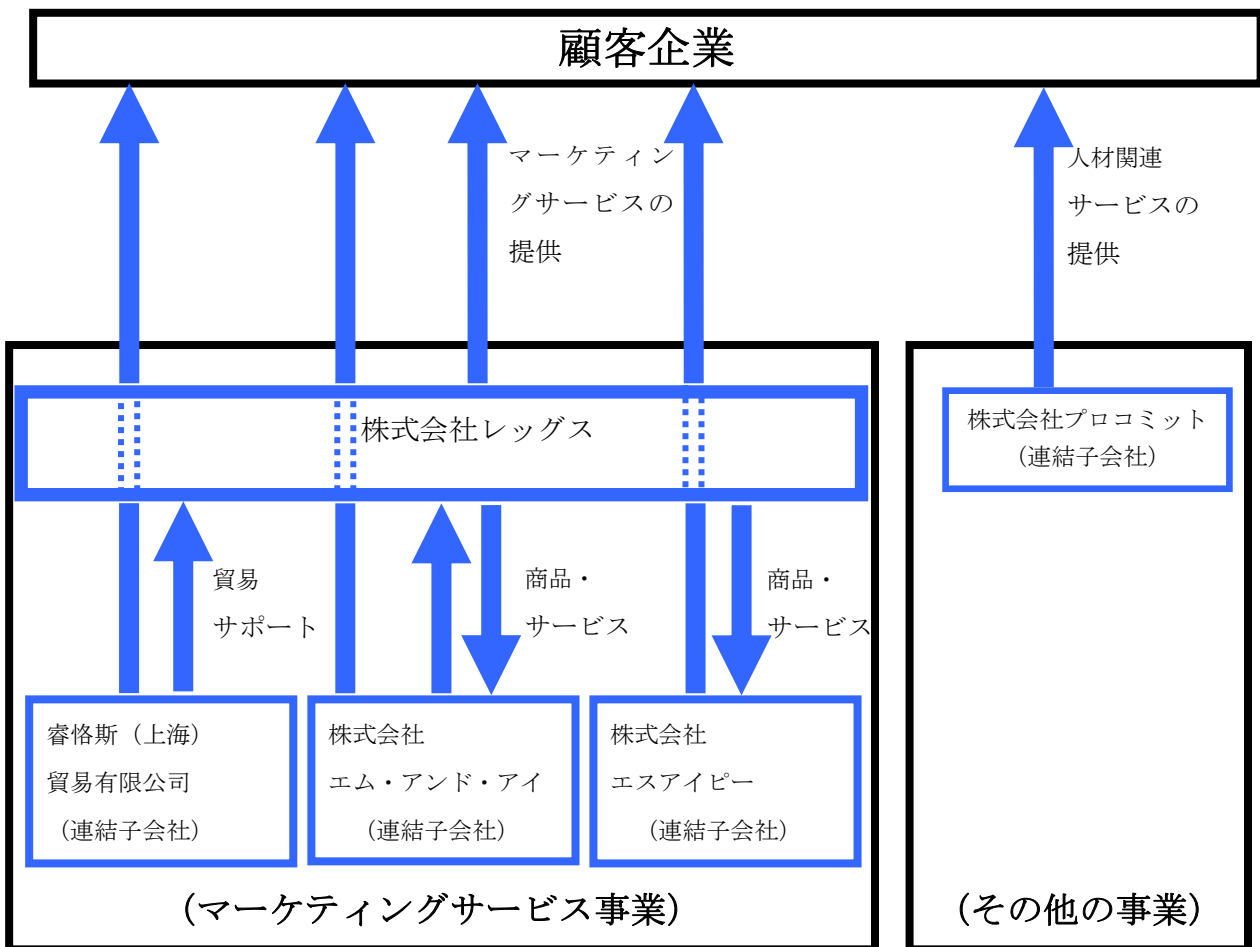 顧客企業
マーケティン
グサービスの
提供
人材関連
サービスの
提供
株式会社レッグス
株式会社プロコミット
（連結子会社）
貿易
サポート
商品・
サービス
商品・
サービス
睿恪斯（上海）
貿易有限公司
（連結子会社）
株式会社
エム・アンド・アイ
（連結子会社）
株式会社
エスアイピー
（連結子会社）
（マーケティングサービス事業）
（その他の事業）